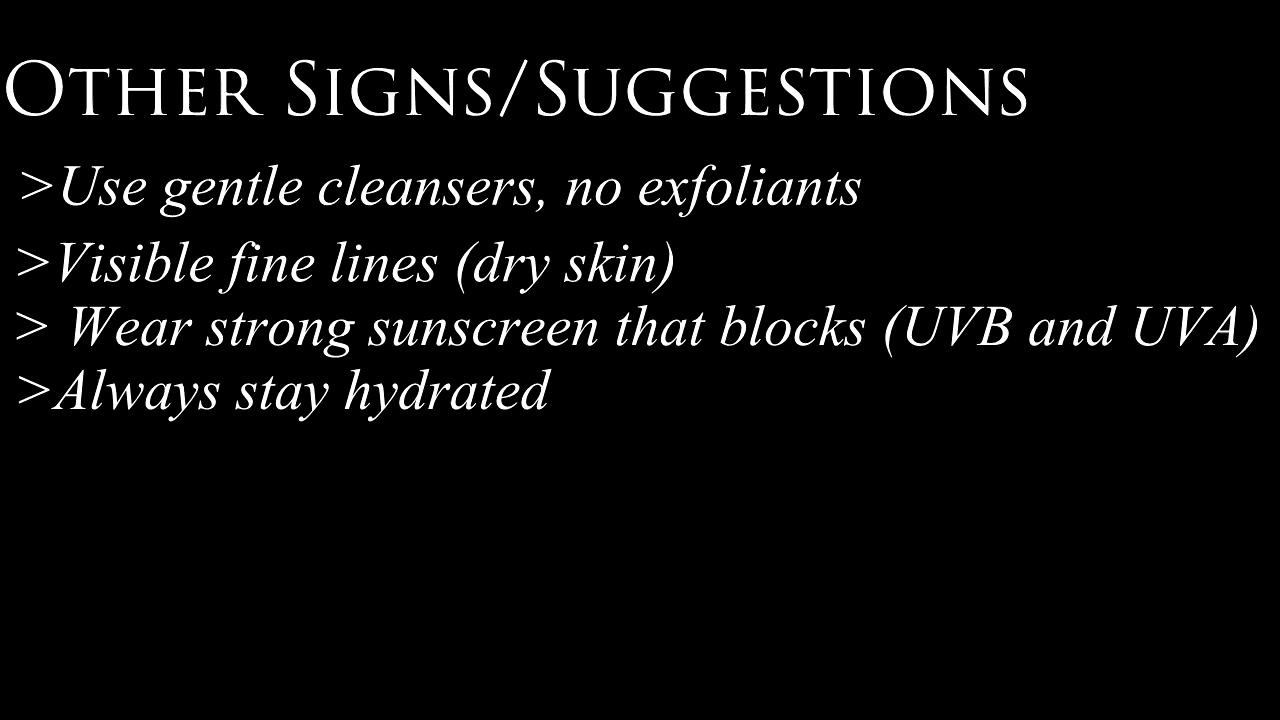 Other Signs/Suggestions
>Use gentle cleansers, no exfoliants
>Visible fine lines (dry skin)
> Wear strong sunscreen that blocks (UVB and UVA)
>Always stay hydrated